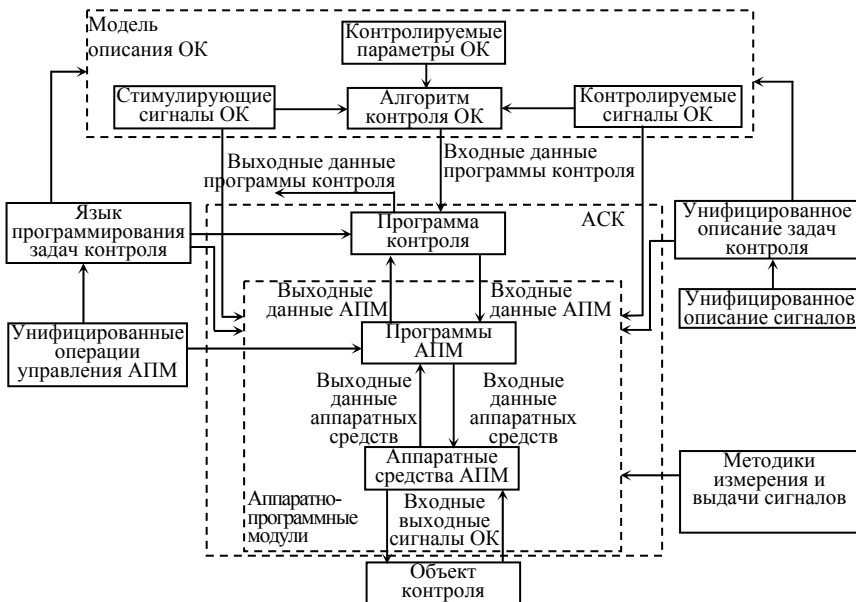 Модель
описания ОК
Контролируемые
параметры ОК
Стимулирующие
сигналы ОК
Алгоритм
контроля ОК
Контролируемые
сигналы ОК
Выходные данные
программы контроля
Входные данные
программы контроля
АСК
Язык
программирования
задач контроля
Программа
контроля
Унифицированное
описание задач
контроля
Выходные
данные АПМ
Входные
данные АПМ
Унифицированное
описание сигналов
Унифицированные
операции
управления АПМ
Программы
АПМ
Выходные
данные
аппаратных
средств
Входные
данные
аппаратных
средств
Аппаратные
средства АПМ
Методики
измерения и
выдачи сигналов
Аппаратно-
программные
модули
Входные
выходные
сигналы ОК
Объект
контроля